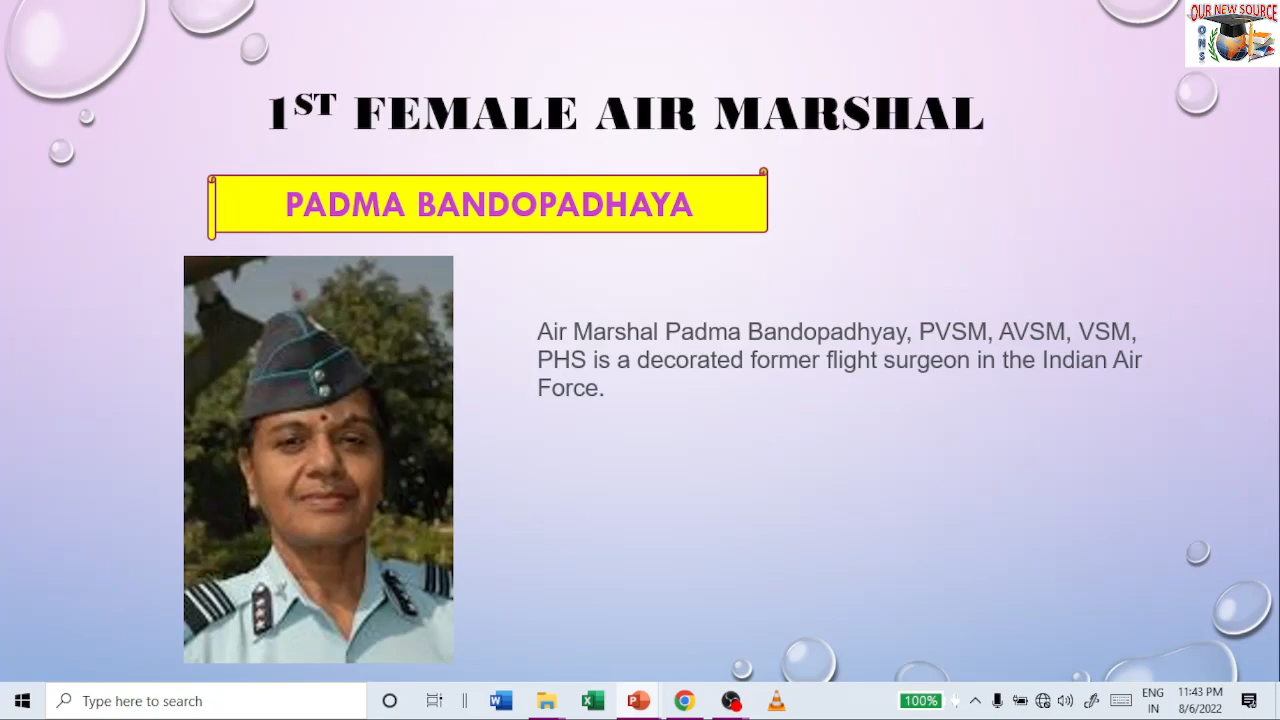 OUR NEW SOURCE
ONS
1ST FEMALE AIR MARSHAL
PADMA BANDOPADHAYA
Air Marshal Padma Bandopadhyay, PVSM, AVSM, VSM,
PHS is a decorated former flight surgeon in the Indian Air
Force.
Type here to search
100%
ENG
IN
11:43 PM
8/6/2022